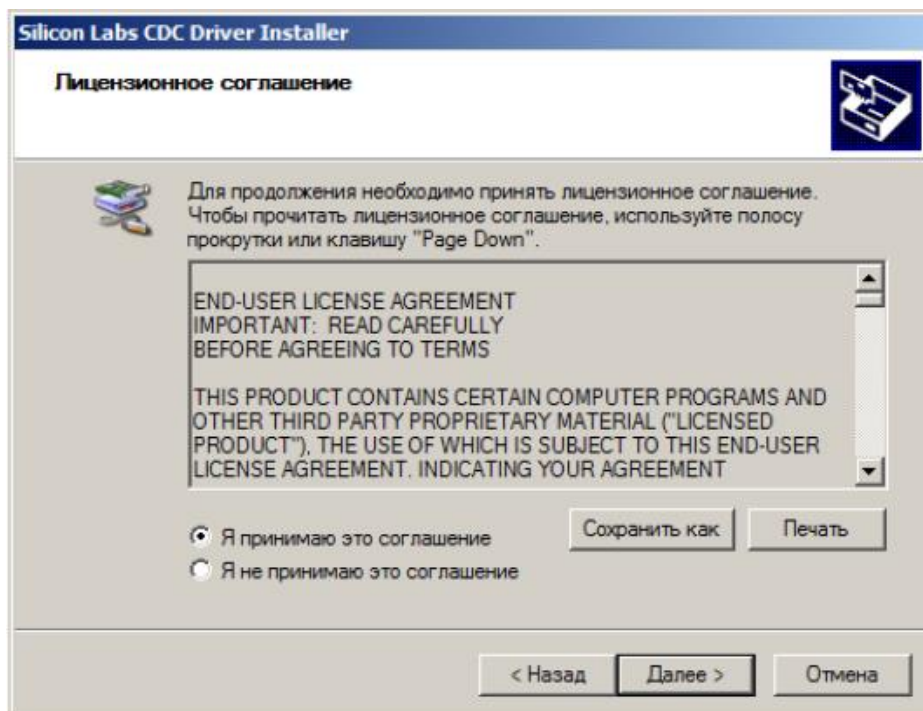 Silicon Labs CDC Driver Installer
Лицензионное соглашение
Для продолжения необходимо принять лицензионное соглашение.
Чтобы прочитать лицензионное соглашение, используйте полосу
прокрутки или клавишу "Page Down".
END-USER LICENSE AGREEMENT
IMPORTANT: READ CAREFULLY
BEFORE AGREEING TO TERMS
THIS PRODUCT CONTAINS CERTAIN COMPUTER PROGRAMS AND
OTHER THIRD PARTY PROPRIETARY MATERIAL ("LICENSED
PRODUCT"), THE USE OF WHICH IS SUBJECT TO THIS END-USER
LICENSE AGREEMENT. INDICATING YOUR AGREEMENT
Я принимаю это соглашение
Сохранить как
Печать
Я не принимаю это соглашение
< Назад
Далее >
Отмена